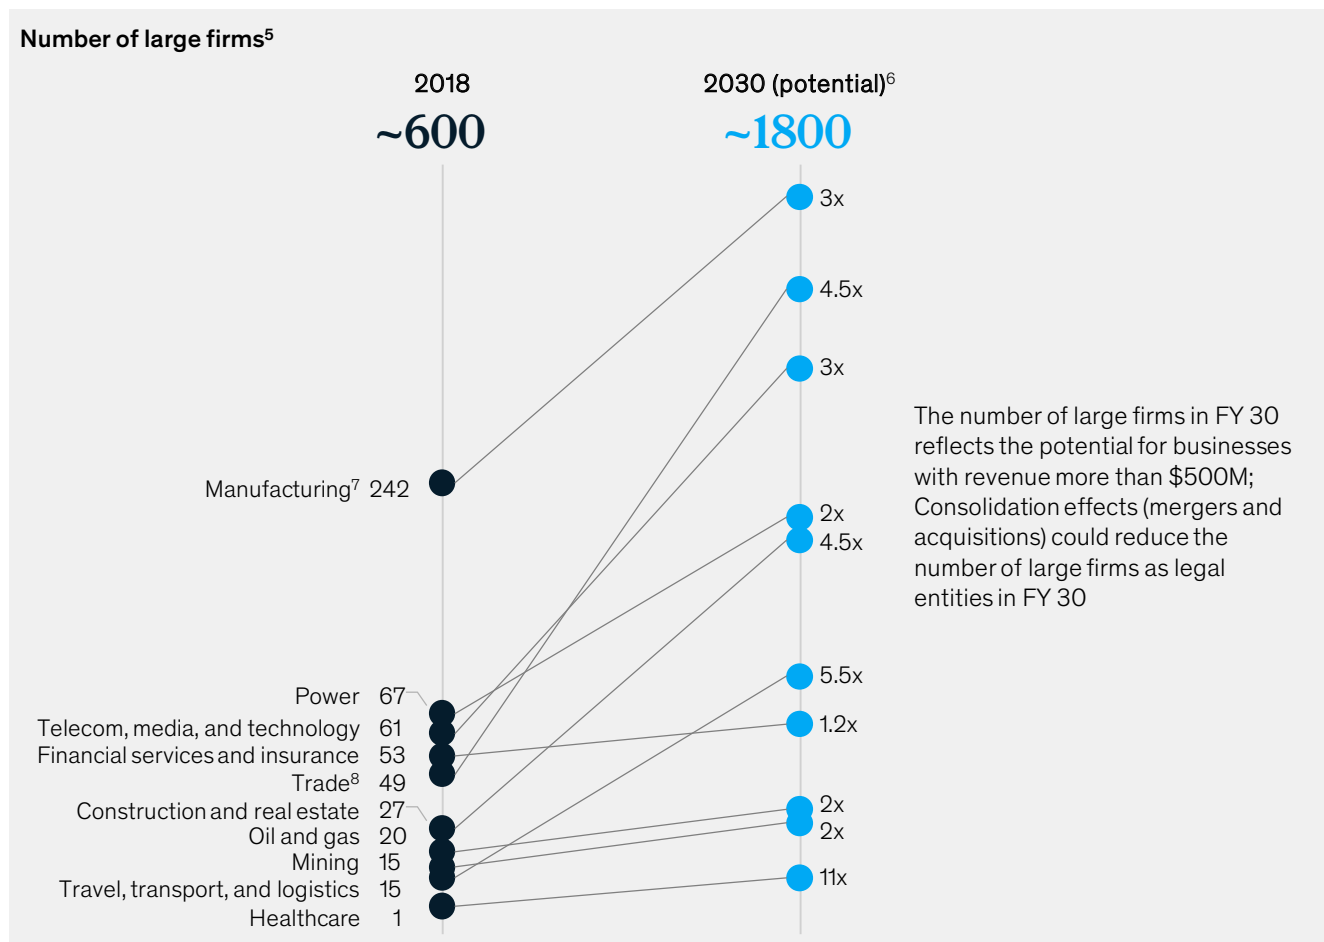 Number of large firms⁵
2018
2030 (potential)⁶
~600
~1800
3x
4.5x
3x
The number of large firms in FY 30
reflects the potential for businesses
with revenue more than $500M;
Consolidation effects (mergers and
acquisitions) could reduce the
number of large firms as legal
entities in FY 30
Manufacturing⁷ 242
2x
4.5x
5.5x
Power 67
Telecom, media, and technology 61
1.2x
Financial services and insurance 53
Trade⁸ 49
Construction and real estate 27
2x
Oil and gas 20
2x
Mining 15
11x
Travel, transport, and logistics 15
Healthcare 1